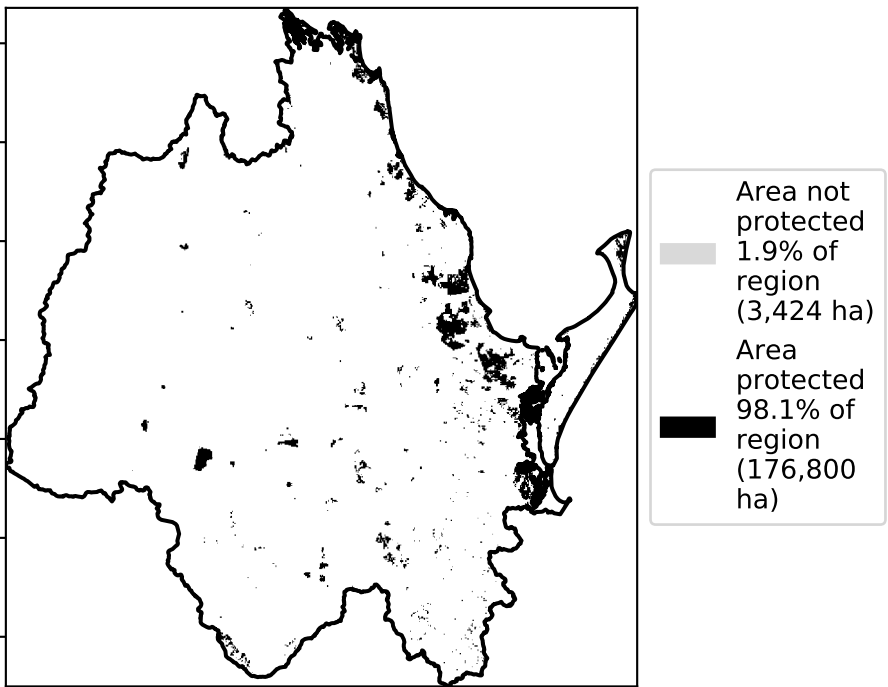 Area not
protected
1.9% of
region
(3,424 ha)
Area
protected
98.1% of
region
(176,800
ha)